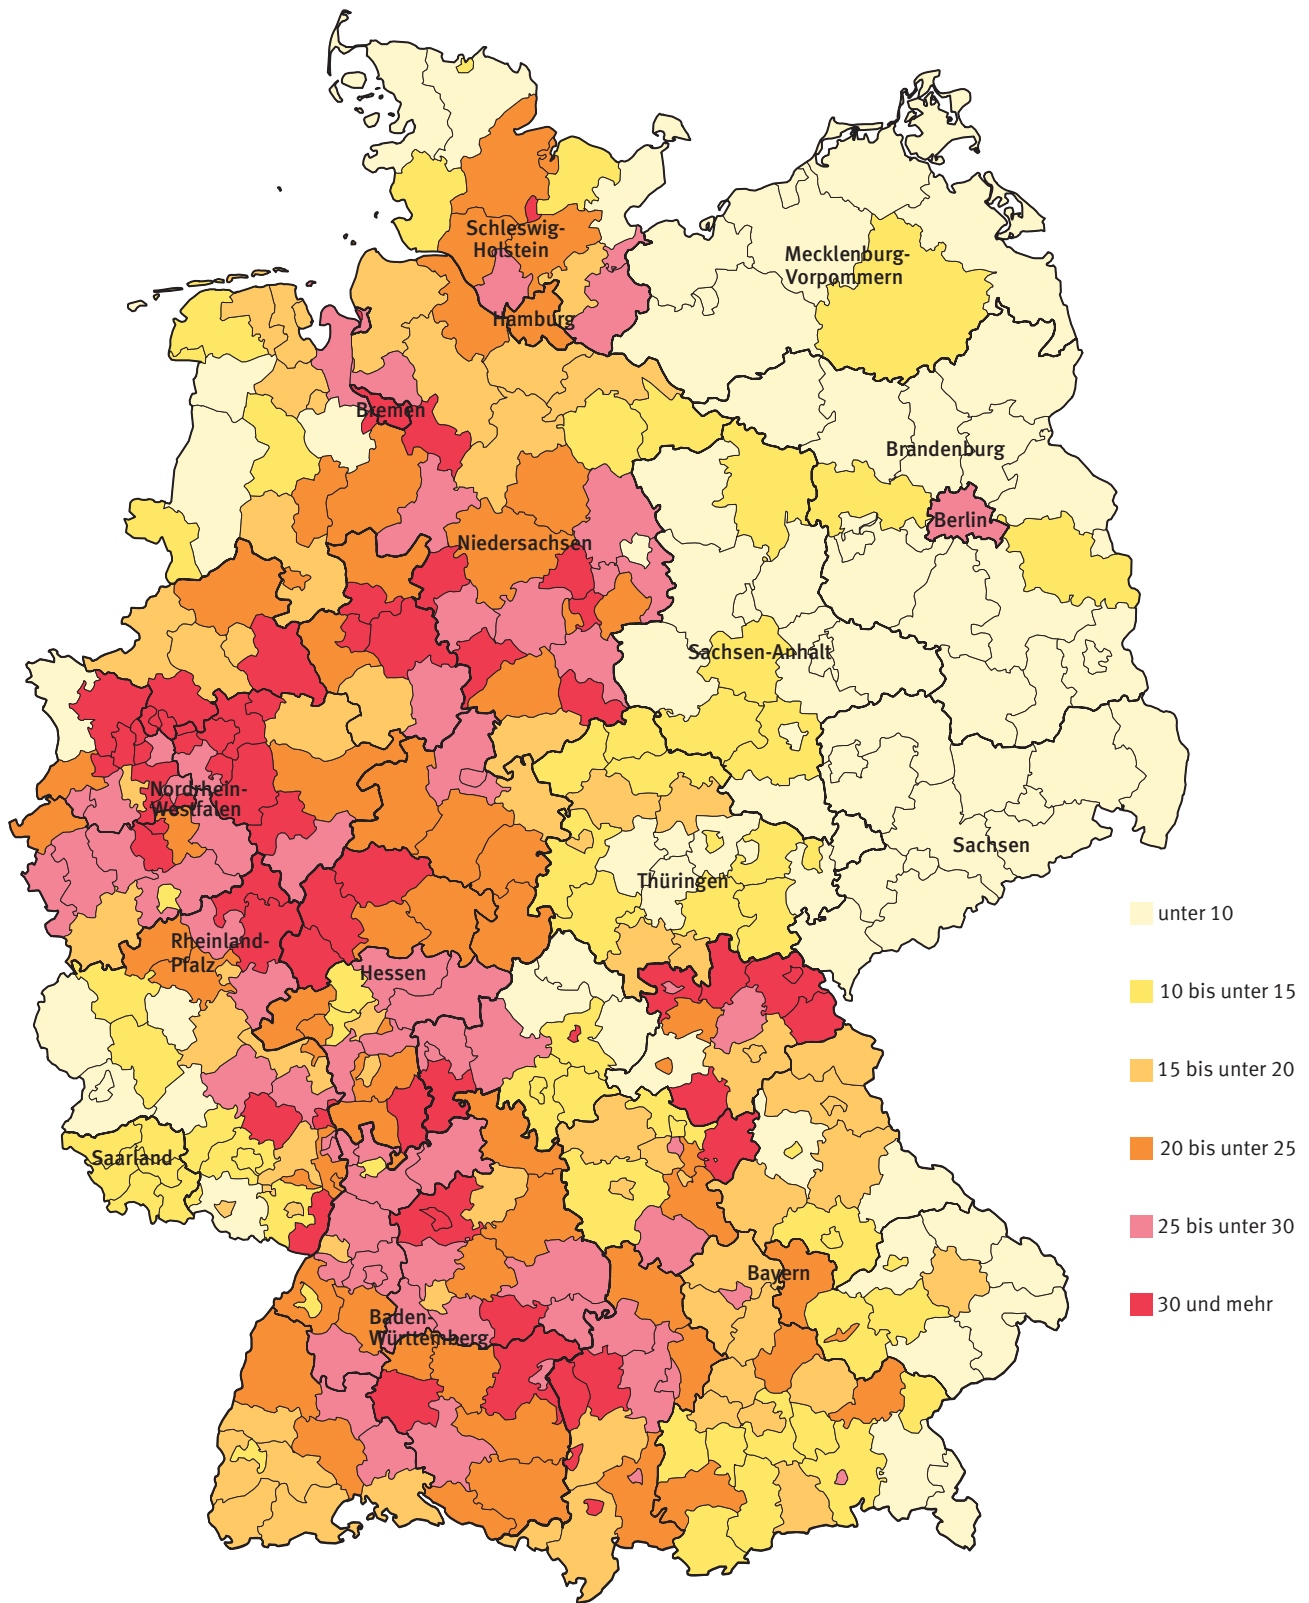 Schleswig-
Holstein
Mecklenburg-
Vorpommern
Hamburg
Bremen
Brandenburg
Berlin
Niedersachsen
Sachsen-Anhalt
Nordrhein-
Westfalen
Sachsen
Thüringen
Rheinland-
Pfalz
Hessen
Saarland
Bayern
Baden-
Württemberg
unter 10
10 bis unter 15
15 bis unter 20
20 bis unter 25
25 bis unter 30
30 und mehr